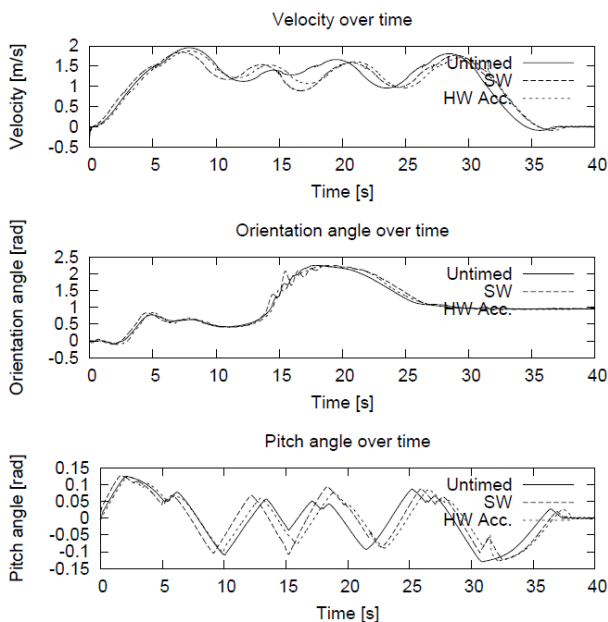 Velocity over time
Velocity [m/s]
2
1.5
1
0.5
0
-0.5
Untimed
SW
HW Acc.
0 5 10 15 20 25 30 35 40
Time [s]
Orientation angle over time
Orientation angle [rad]
2.5
2
1.5
1
0.5
0
-0.5
Untimed
SW
HW Acc.
0 5 10 15 20 25 30 35 40
Time [s]
Pitch angle over time
Pitch angle [rad]
0.15
0.1
0.05
0
-0.05
-0.1
-0.15
Untimed
SW
HW Acc.
0 5 10 15 20 25 30 35 40
Time [s]